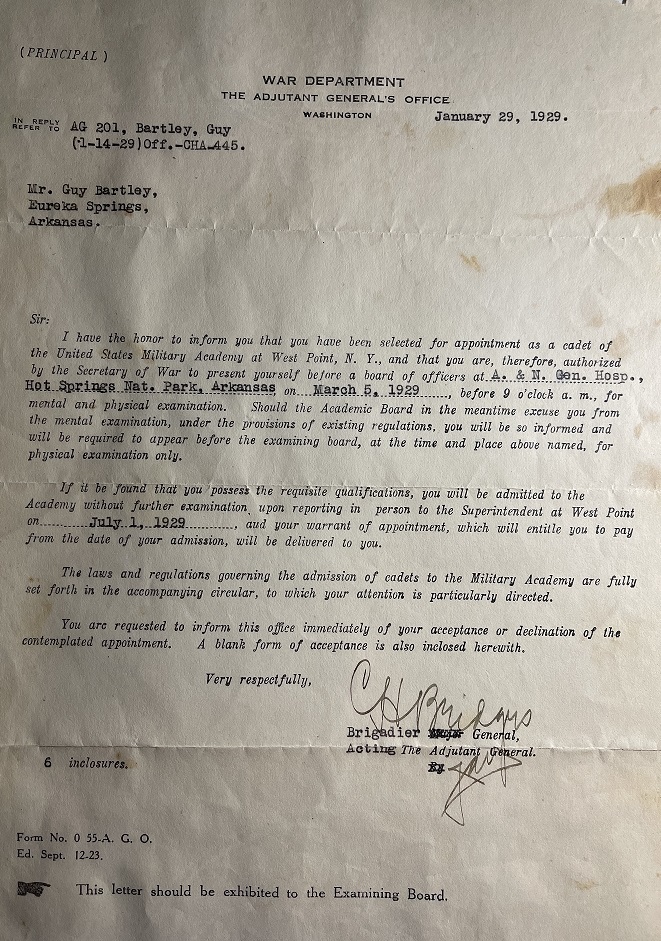 (PRINCIPAL)
WAR DEPARTMENT
THE ADJUTANT GENERAL'S OFFICE
WASHINGTON
January 29, 1929.
IN REPLY
REFER TO
AG 201, Bartley, Guy
(1-14-29)Off.-CHA-445.
Mr. Guy Bartley,
Eureka Springs,
Arkansas.
Sir:
I have the honor to inform you that you have been selected for appointment as a cadet of
the United States Military Academy at West Point, N. Y., and that you are, therefore, authorized
by the Secretary of War to present yourself before a board of officers at A. & N. Gen. Hosp.,
Hot Springs Nat. Park, Arkansas on March 5, 1929, before 9 o'clock a. m., for
mental and physical examination. Should the Academic Board in the meantime excuse you from
the mental examination, under the provisions of existing regulations, you will be so informed and
will be required to appear before the examining board, at the time and place above named, for
physical examination only.
If it be found that you possess the requisite qualifications, you will be admitted to the
Academy without further examination upon reporting in person to the Superintendent at West Point
on July 1, 1929, and your warrant of appointment, which will entitle you to pay
from the date of your admission, will be delivered to you.
The laws and regulations governing the admission of cadets to the Military Academy are fully
set forth in the accompanying circular, to which your attention is particularly directed.
You are requested to inform this office immediately of your acceptance or declination of the
contemplated appointment. A blank form of acceptance is also inclosed herewith.
Very respectfully,
C H Bridges
Brigadier General,
Acting The Adjutant General.
6 inclosures.
Form No. 0 55-A. G. O.
Ed. Sept. 12-23.
This letter should be exhibited to the Examining Board.